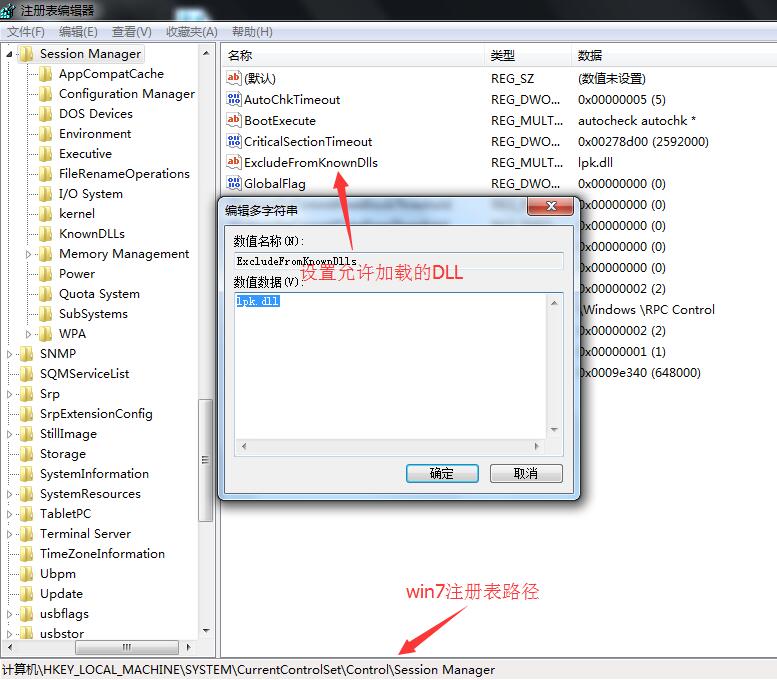 注册表编辑器
文件(F) 编辑(E) 查看(V) 收藏夹(A) 帮助(H)
Session Manager
AppCompatCache
Configuration Manager
DOS Devices
Environment
Executive
FileRenameOperations
I/O System
kernel
KnownDLLs
Memory Management
Power
Quota System
SubSystems
WPA
SNMP
SQMServiceList
Srp
SrpExtensionConfig
StillImage
Storage
SystemInformation
SystemResources
TabletPC
Terminal Server
TimeZoneInformation
Ubpm
Update
usbflags
usbstor
名称 类型 数据
(默认) REG_SZ (数值未设置)
AutoChkTimeout REG_DWO... 0x00000005 (5)
BootExecute REG_MULT... autocheck autochk *
CriticalSectionTimeout REG_DWO... 0x00278d00 (2592000)
ExcludeFromKnownDlls REG_MULT... lpk.dll
GlobalFlag REG_DWO... 0x00000000 (0)
0x00000000 (0)
0x00000000 (0)
0x00000000 (0)
0x00000000 (0)
0x00000002 (2)
\Windows \RPC Control
0x00000002 (2)
0x00000001 (1)
0x0009e340 (648000)
编辑多字符串
数值名称(N):
ExcludeFromKnownDlls
设置允许加载的DLL
数值数据(V):
lpk.dll
确定 取消
win7注册表路径
计算机\HKEY_LOCAL_MACHINE\SYSTEM\CurrentControlSet\Control\Session Manager